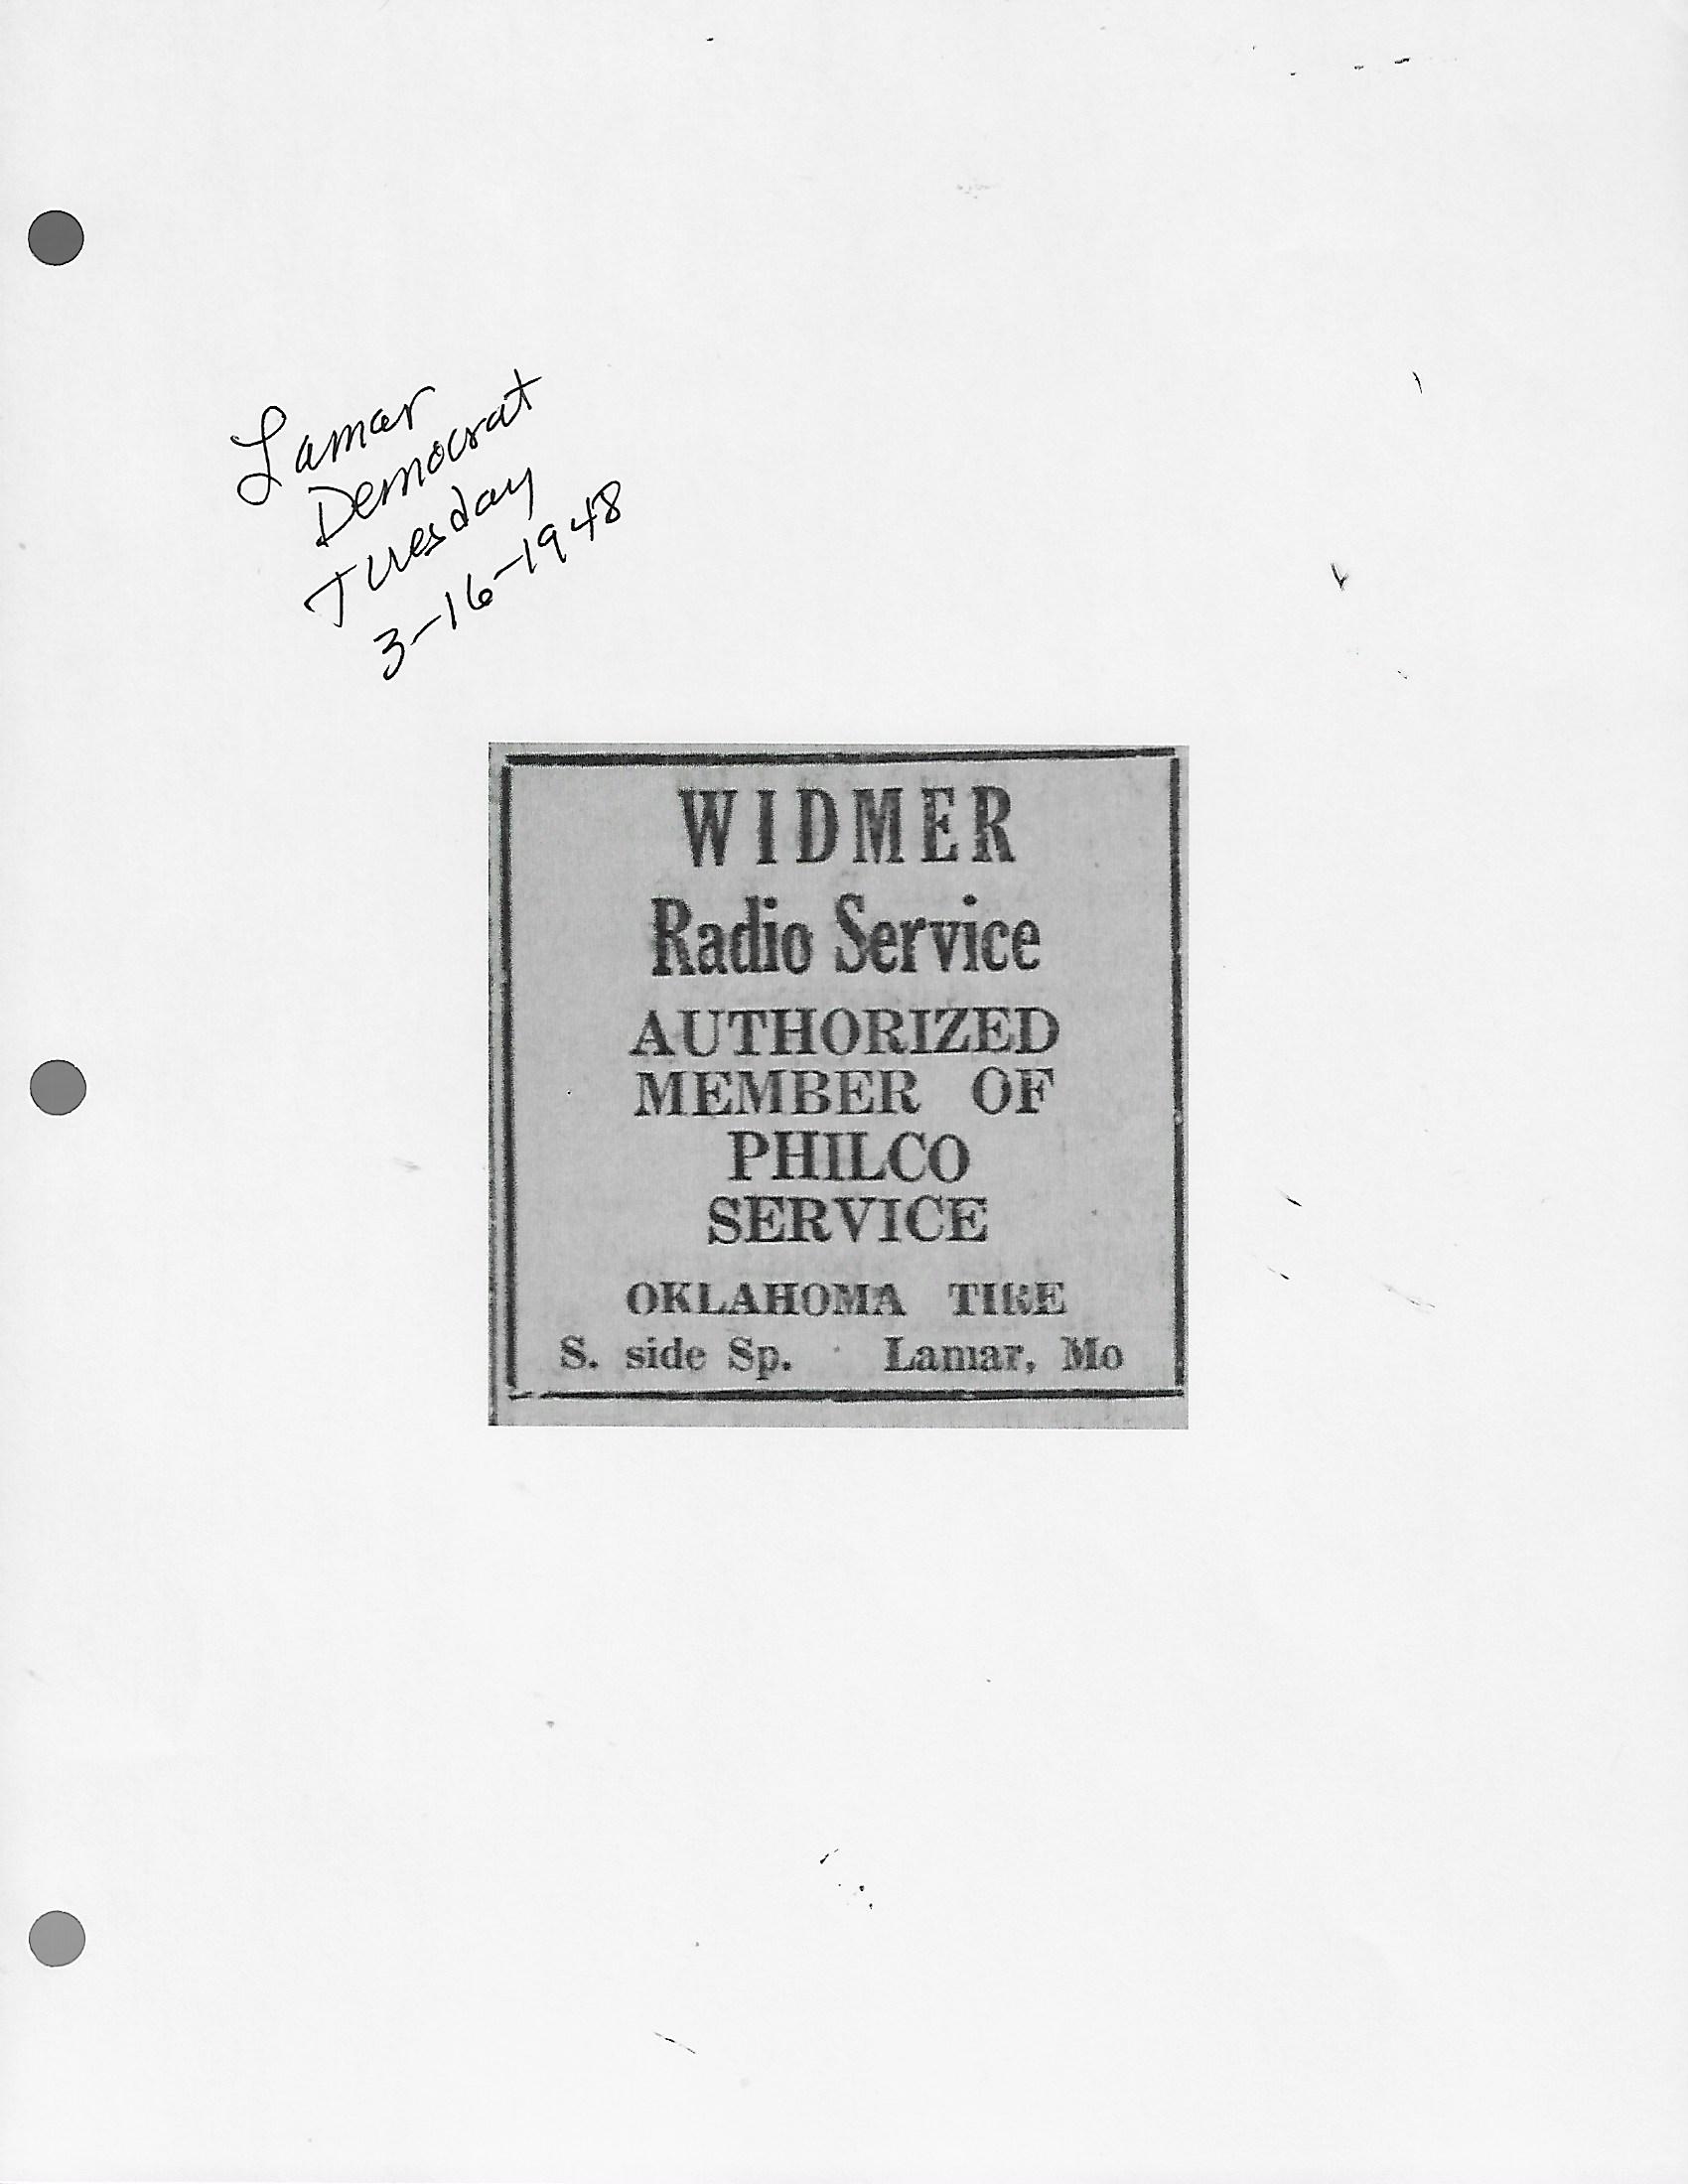 Lamar
Democrat
Tuesday
3-16-1948
WIDMER
Radio Service
AUTHORIZED
MEMBER OF
PHILCO
SERVICE
OKLAHOMA TIRE
S. side Sp. Lamar, Mo